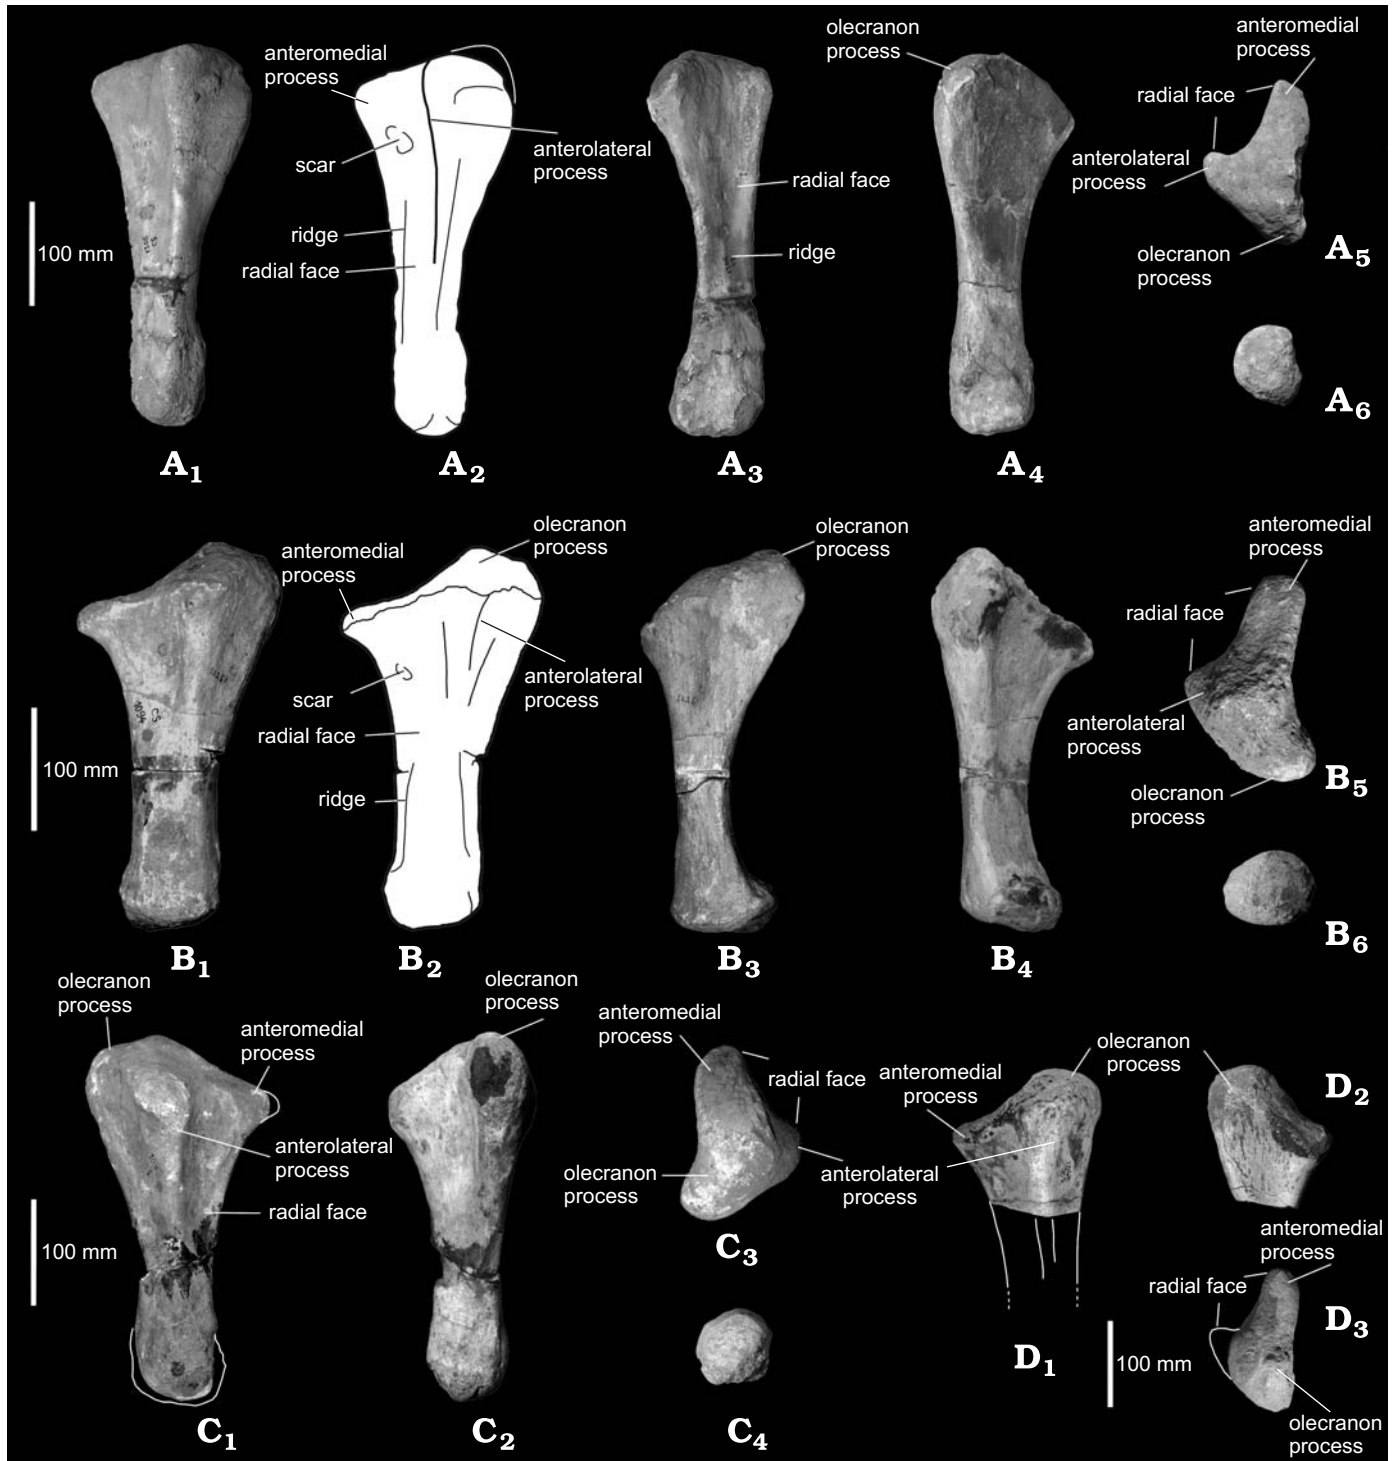 anteromedial
process
scar
ridge
radial face
anterolateral
process
100 mm
A1
A2
radial face
ridge
A3
olecranon
process
A4
anteromedial
process
radial face
anterolateral
process
olecranon
process
A5
A6
100 mm
B1
anteromedial
process
olecranon
process
scar
radial face
ridge
anterolateral
process
B2
olecranon
process
B3
B4
anteromedial
process
radial face
anterolateral
process
olecranon
process
B5
B6
olecranon
process
anteromedial
process
anterolateral
process
radial face
100 mm
C1
olecranon
process
C2
anteromedial
process
radial face
olecranon
process
anterolateral
process
C3
C4
anteromedial
process
olecranon
process
D1
100 mm
D2
anteromedial
process
radial face
D3
olecranon
process